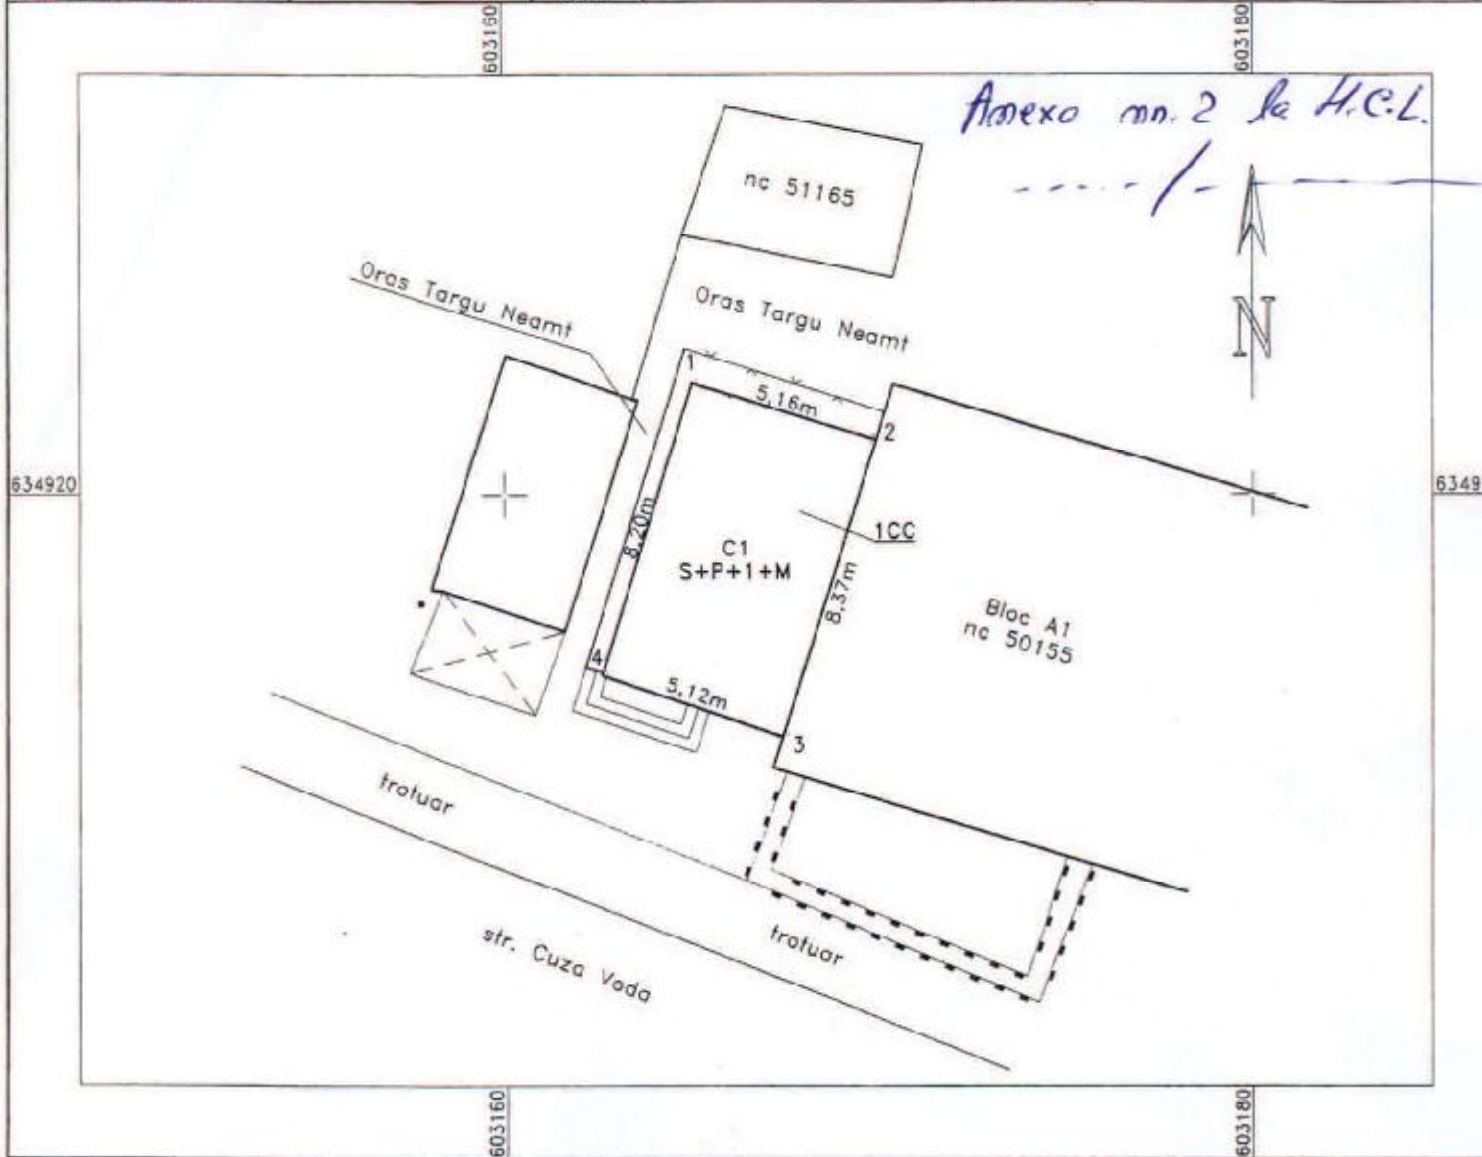 603160
603180
Anexo nr. 2 la H.C.L.
nc 51165
Oras Targu Neamt
Oras Targu Neamt
N
1
5,16m
2
634920
6349
8,20m
1CC
C1
S+P+1+M
8,37m
Bloc A1
nc 50155
4
5,12m
3
trotuar
trotuar
str. Cuza Voda
603160
603180